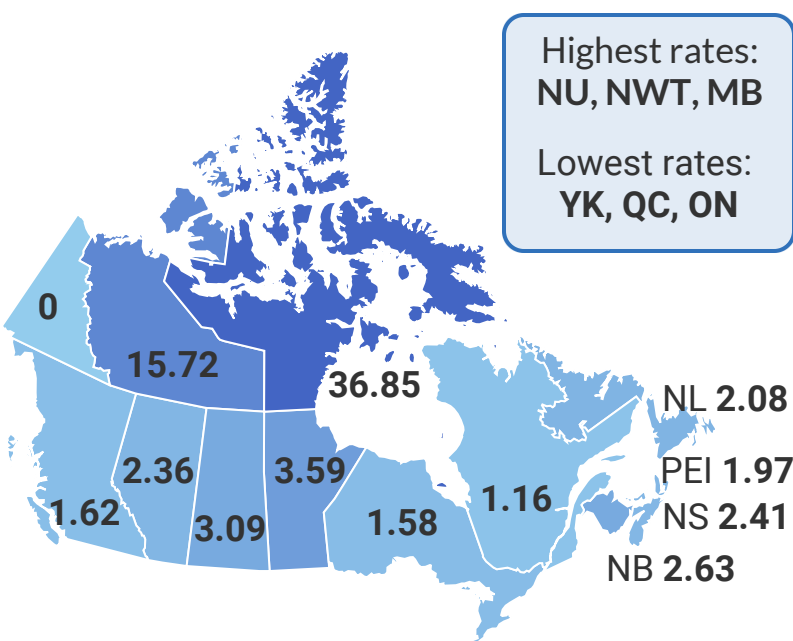 Highest rates:
NU, NWT, MB
Lowest rates:
YK, QC, ON
0
15.72
36.85
NL 2.08
2.36
3.59
PEI 1.97
1.62
3.09
1.58
1.16
NS 2.41
NB 2.63